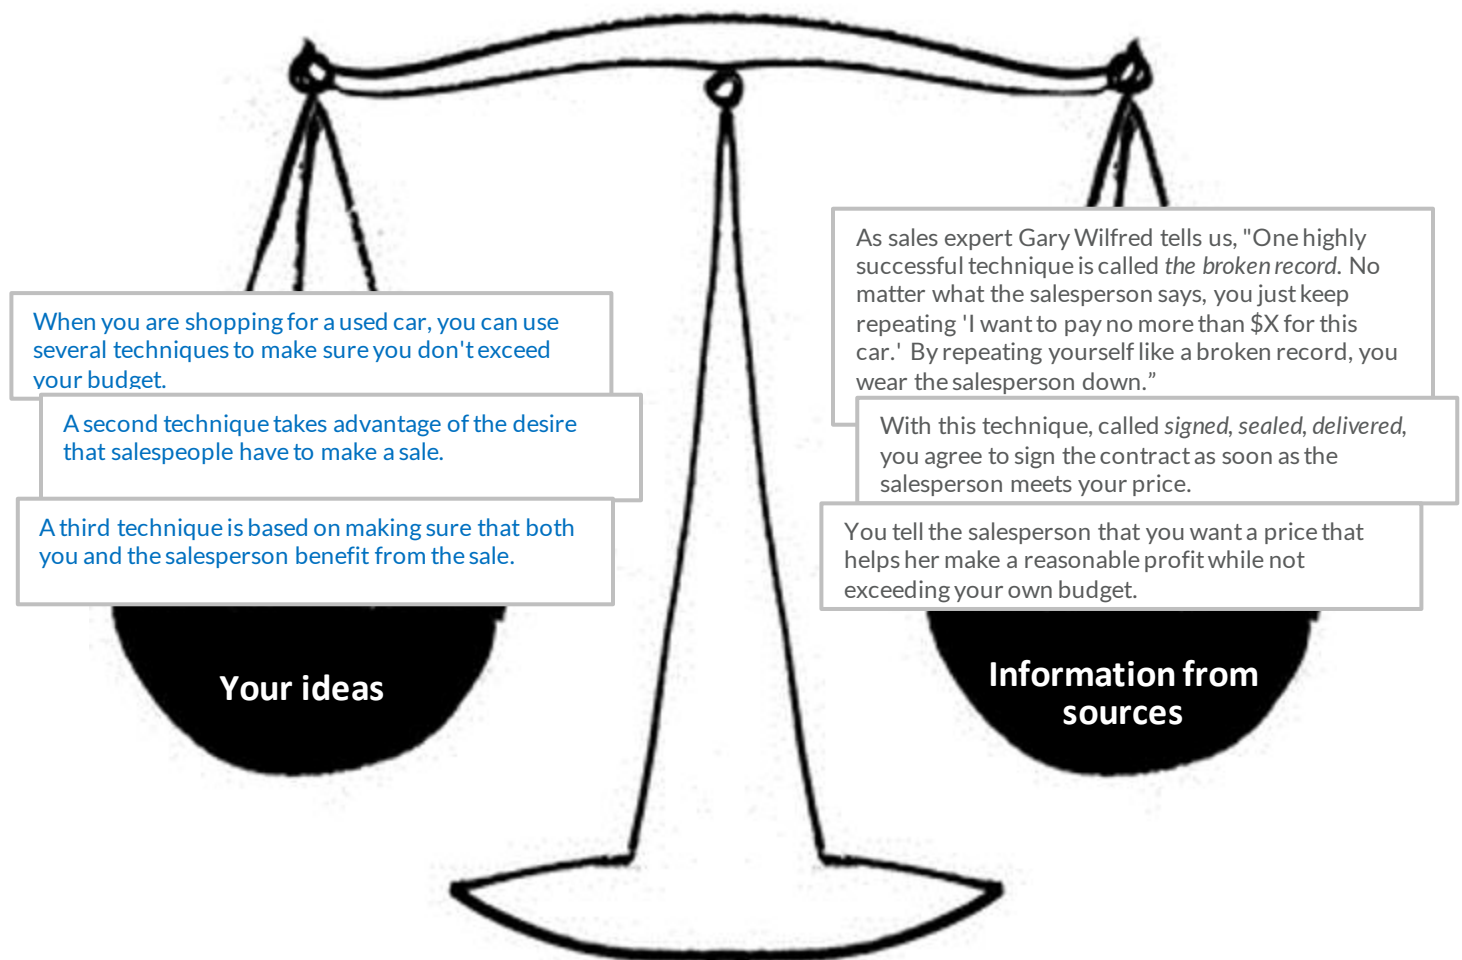 When you are shopping for a used car, you can use
several techniques to make sure you don't exceed
your budget.
A second technique takes advantage of the desire
that salespeople have to make a sale.
A third technique is based on making sure that both
you and the salesperson benefit from the sale.
Your ideas
As sales expert Gary Wilfred tells us, "One highly
successful technique is called the broken record. No
matter what the salesperson says, you just keep
repeating 'I want to pay no more than $X for this
car.' By repeating yourself like a broken record, you
wear the salesperson down.”
With this technique, called signed, sealed, delivered,
you agree to sign the contract as soon as the
salesperson meets your price.
You tell the salesperson that you want a price that
helps her make a reasonable profit while not
exceeding your own budget.
Information from
sources